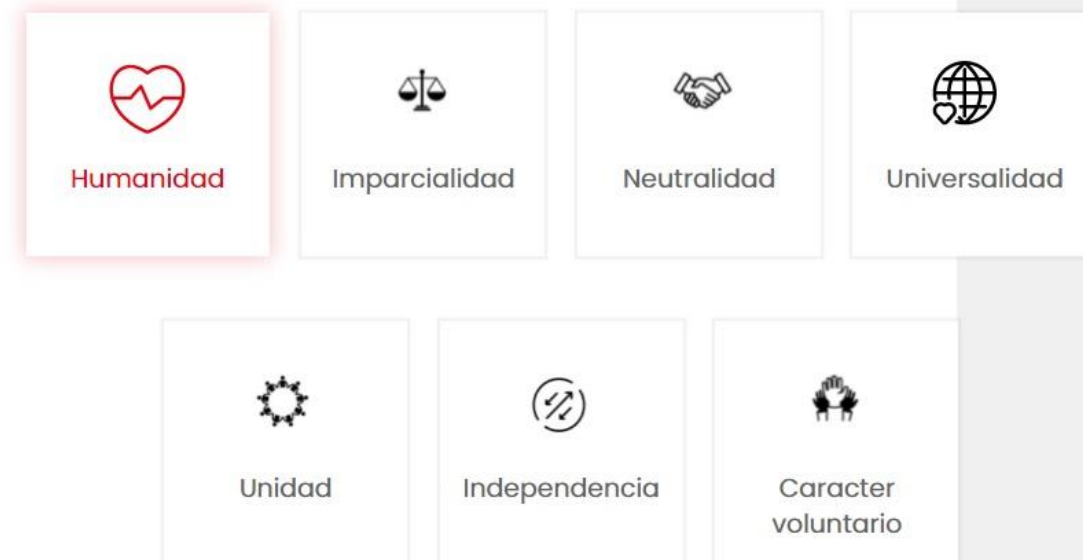 Humanidad
Imparcialidad
Neutralidad
Universalidad
Unidad
Independencia
Caracter
voluntario